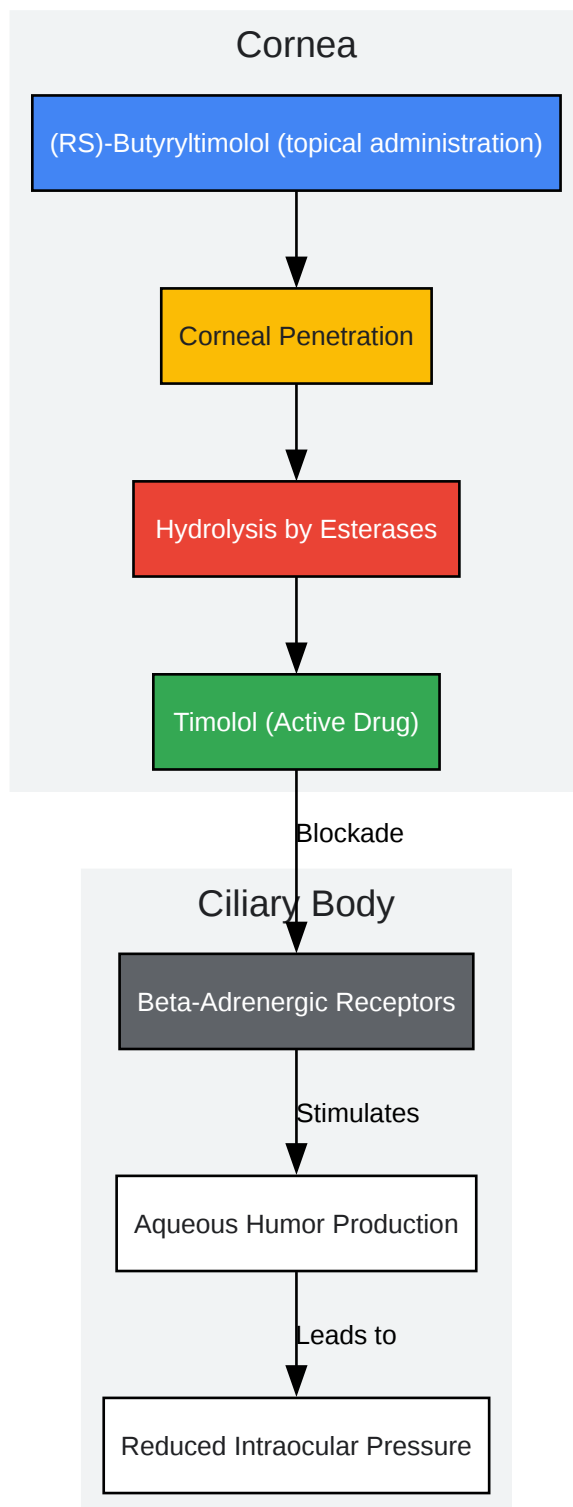 Cornea
(RS)-Butyryltimolol (topical administration)
Corneal Penetration
Hydrolysis by Esterases
Timolol (Active Drug)
Blockade
Ciliary Body
Beta-Adrenergic Receptors
Stimulates
Aqueous Humor Production
Leads to
Reduced Intraocular Pressure